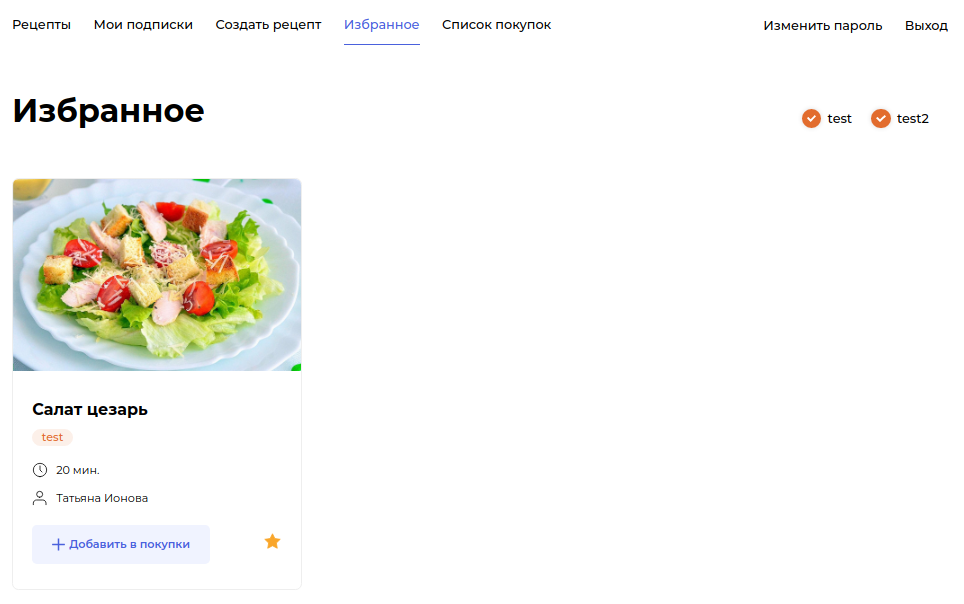 Рецепты Мои подписки Создать рецепт Избранное Список покупок Изменить пароль Выход
Избранное
test test2
Салат цезарь
test
20 мин.
Татьяна Ионова
Добавить в покупки